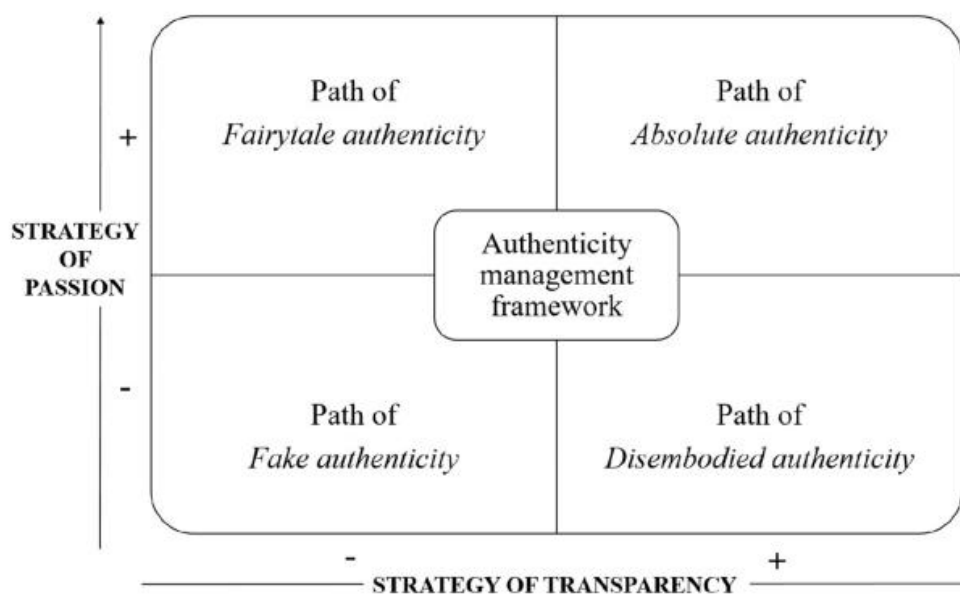 Path of
Fairytale authenticity
Path of
Absolute authenticity
+
STRATEGY
OF
PASSION
Authenticity
management
framework
-
Path of
Fake authenticity
Path of
Disembodied authenticity
-
+
STRATEGY OF TRANSPARENCY